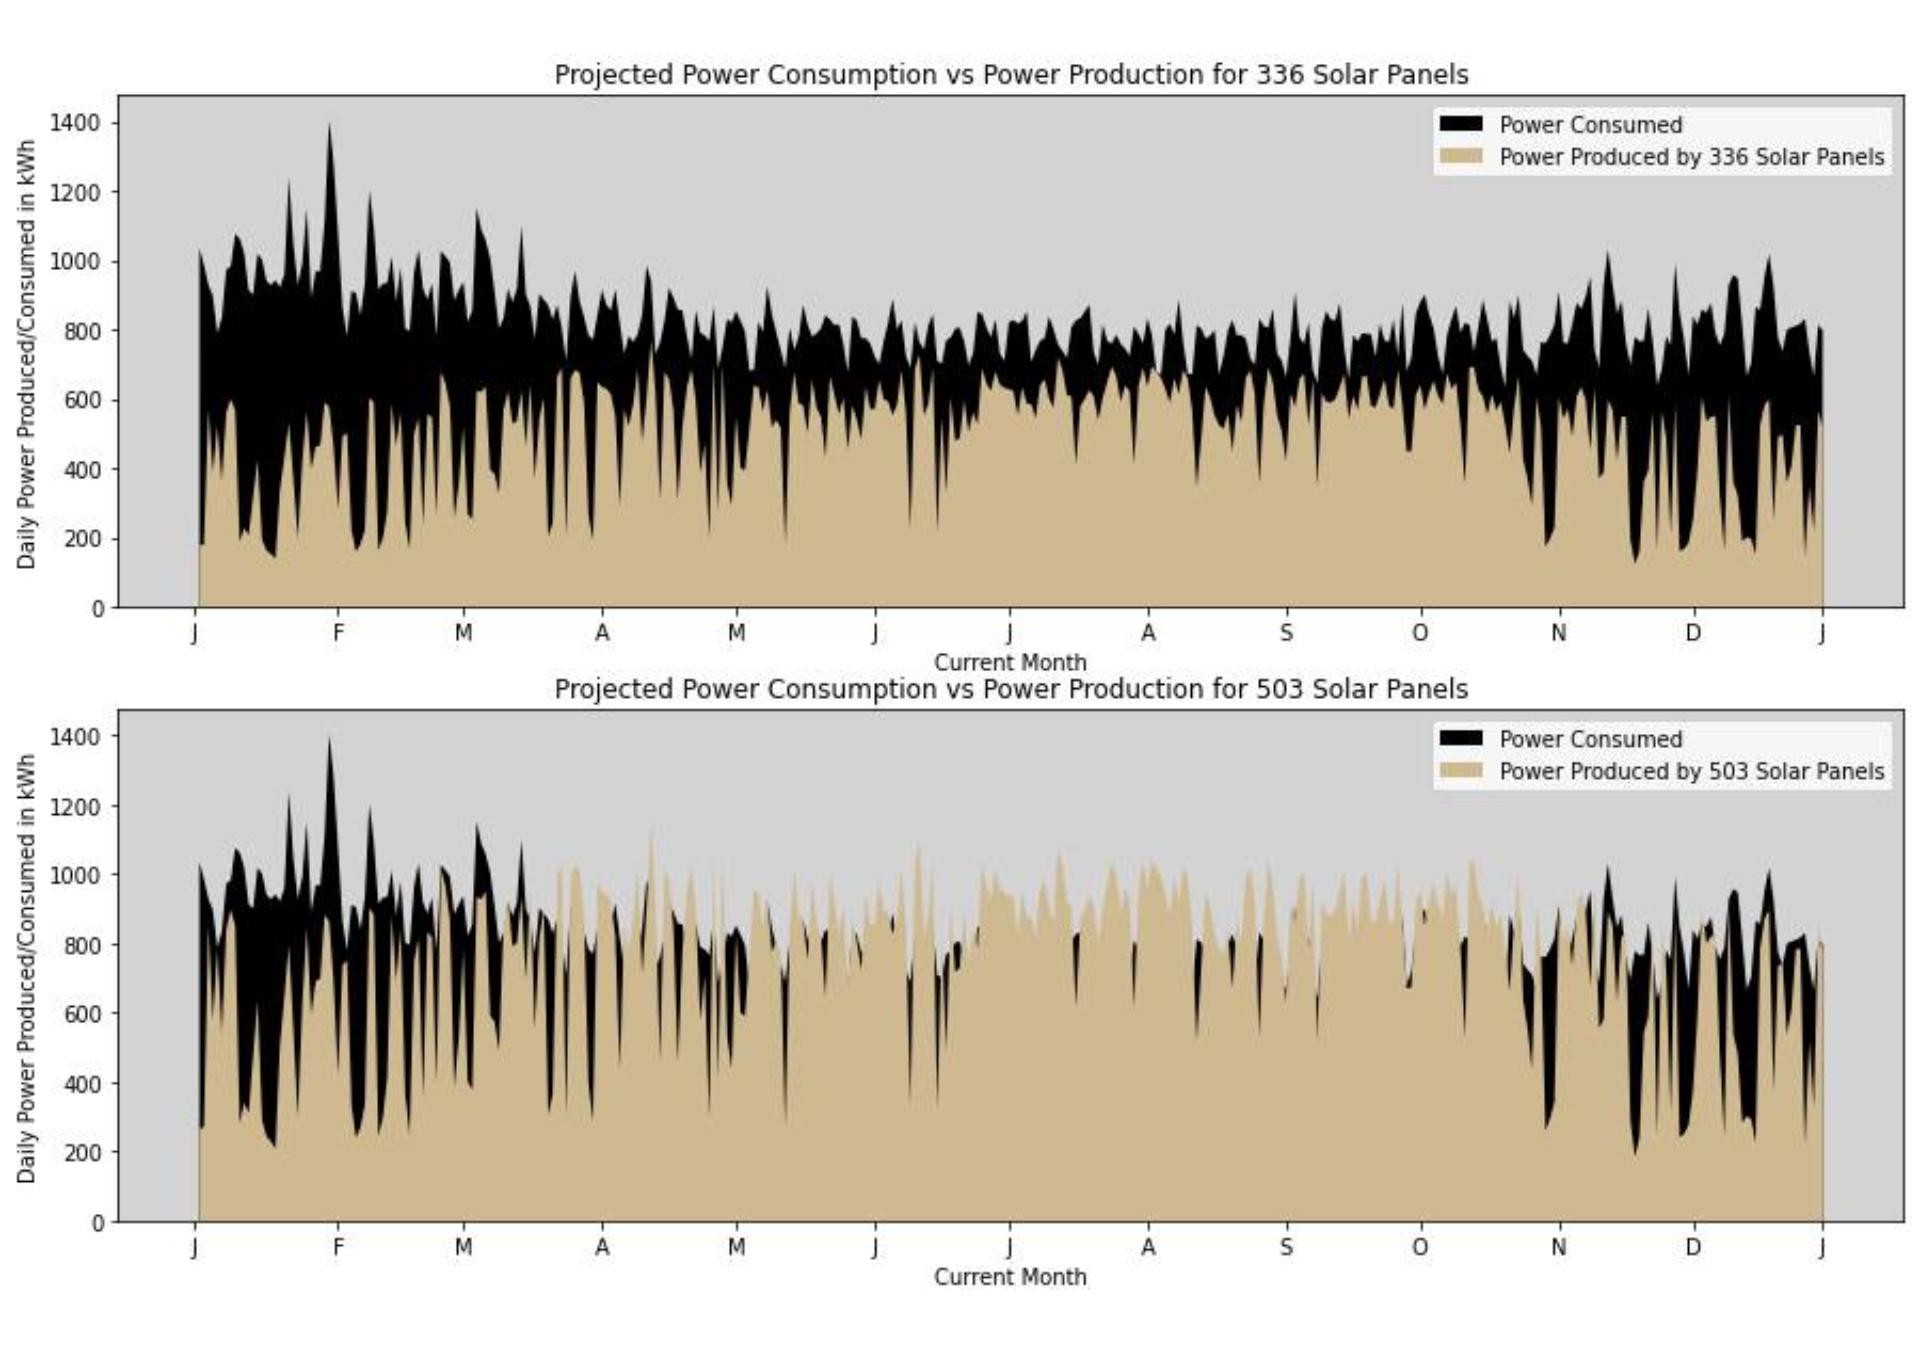 Projected Power Consumption vs Power Production for 336 Solar Panels
Daily Power Produced/Consumed in kWh
1400
1200
1000
800
600
400
200
0
Power Consumed
Power Produced by 336 Solar Panels
J F M A M J J A S O N D J
Current Month
Projected Power Consumption vs Power Production for 503 Solar Panels
Daily Power Produced/Consumed in kWh
1400
1200
1000
800
600
400
200
0
Power Consumed
Power Produced by 503 Solar Panels
J F M A M J J A S O N D J
Current Month